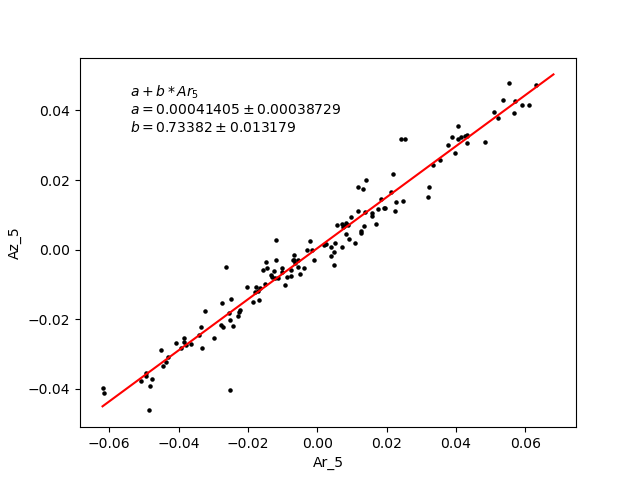 a + b * Ar₅
a = 0.00041405 ± 0.00038729
b = 0.73382 ± 0.013179
0.04
0.02
0.00
−0.02
−0.04
Az_5
−0.06 −0.04 −0.02 0.00 0.02 0.04 0.06
Ar_5